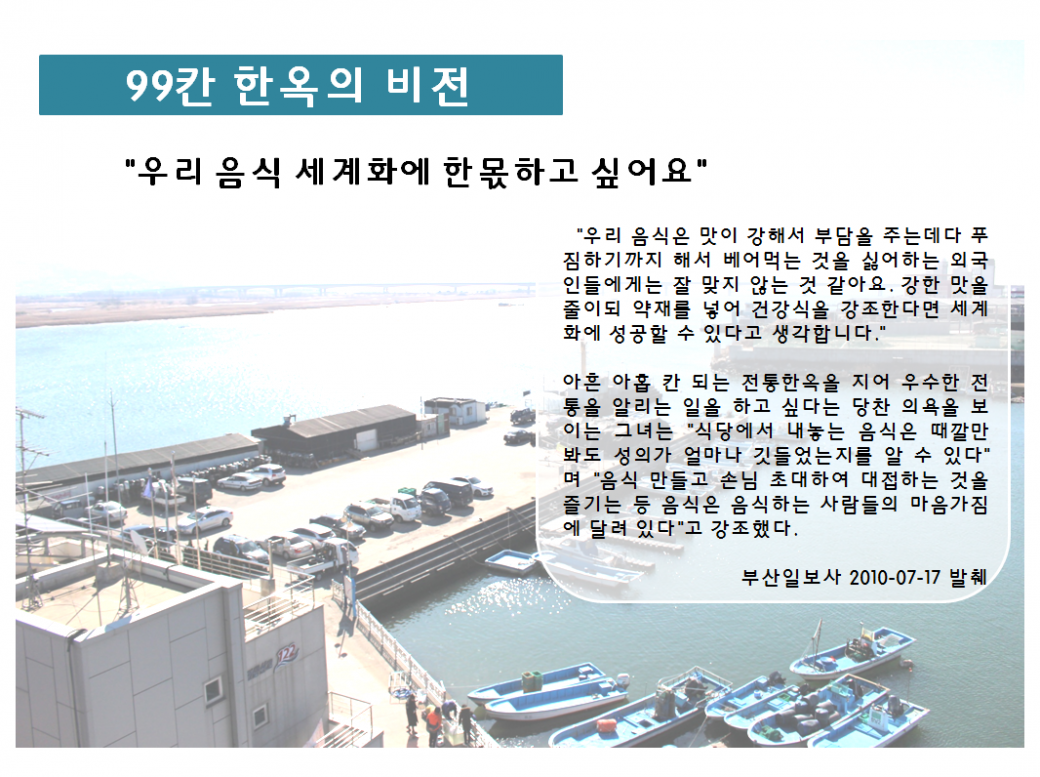 99칸 한옥의 비전
"우리 음식 세계화에 한몫하고 싶어요"
"우리 음식은 맛이 강해서 부담을 주는데다 푸
짐하기까지 해서 베어먹는 것을 싫어하는 외국
인들에게는 잘 맞지 않는 것 같아요. 강한 맛을
줄이되 약재를 넣어 건강식을 강조한다면 세계
화에 성공할 수 있다고 생각합니다."
아흔 아홉 칸 되는 전통한옥을 지어 우수한 전
통을 알리는 일을 하고 싶다는 당찬 의욕을 보
이는 그녀는 "식당에서 내놓는 음식은 때깔만
봐도 성의가 얼마나 깃들었는지를 알 수 있다"
며 "음식 만들고 손님 초대하여 대접하는 것을
즐기는 등 음식은 음식하는 사람들의 마음가짐
에 달려 있다"고 강조했다.
부산일보사 2010-07-17 발췌
122